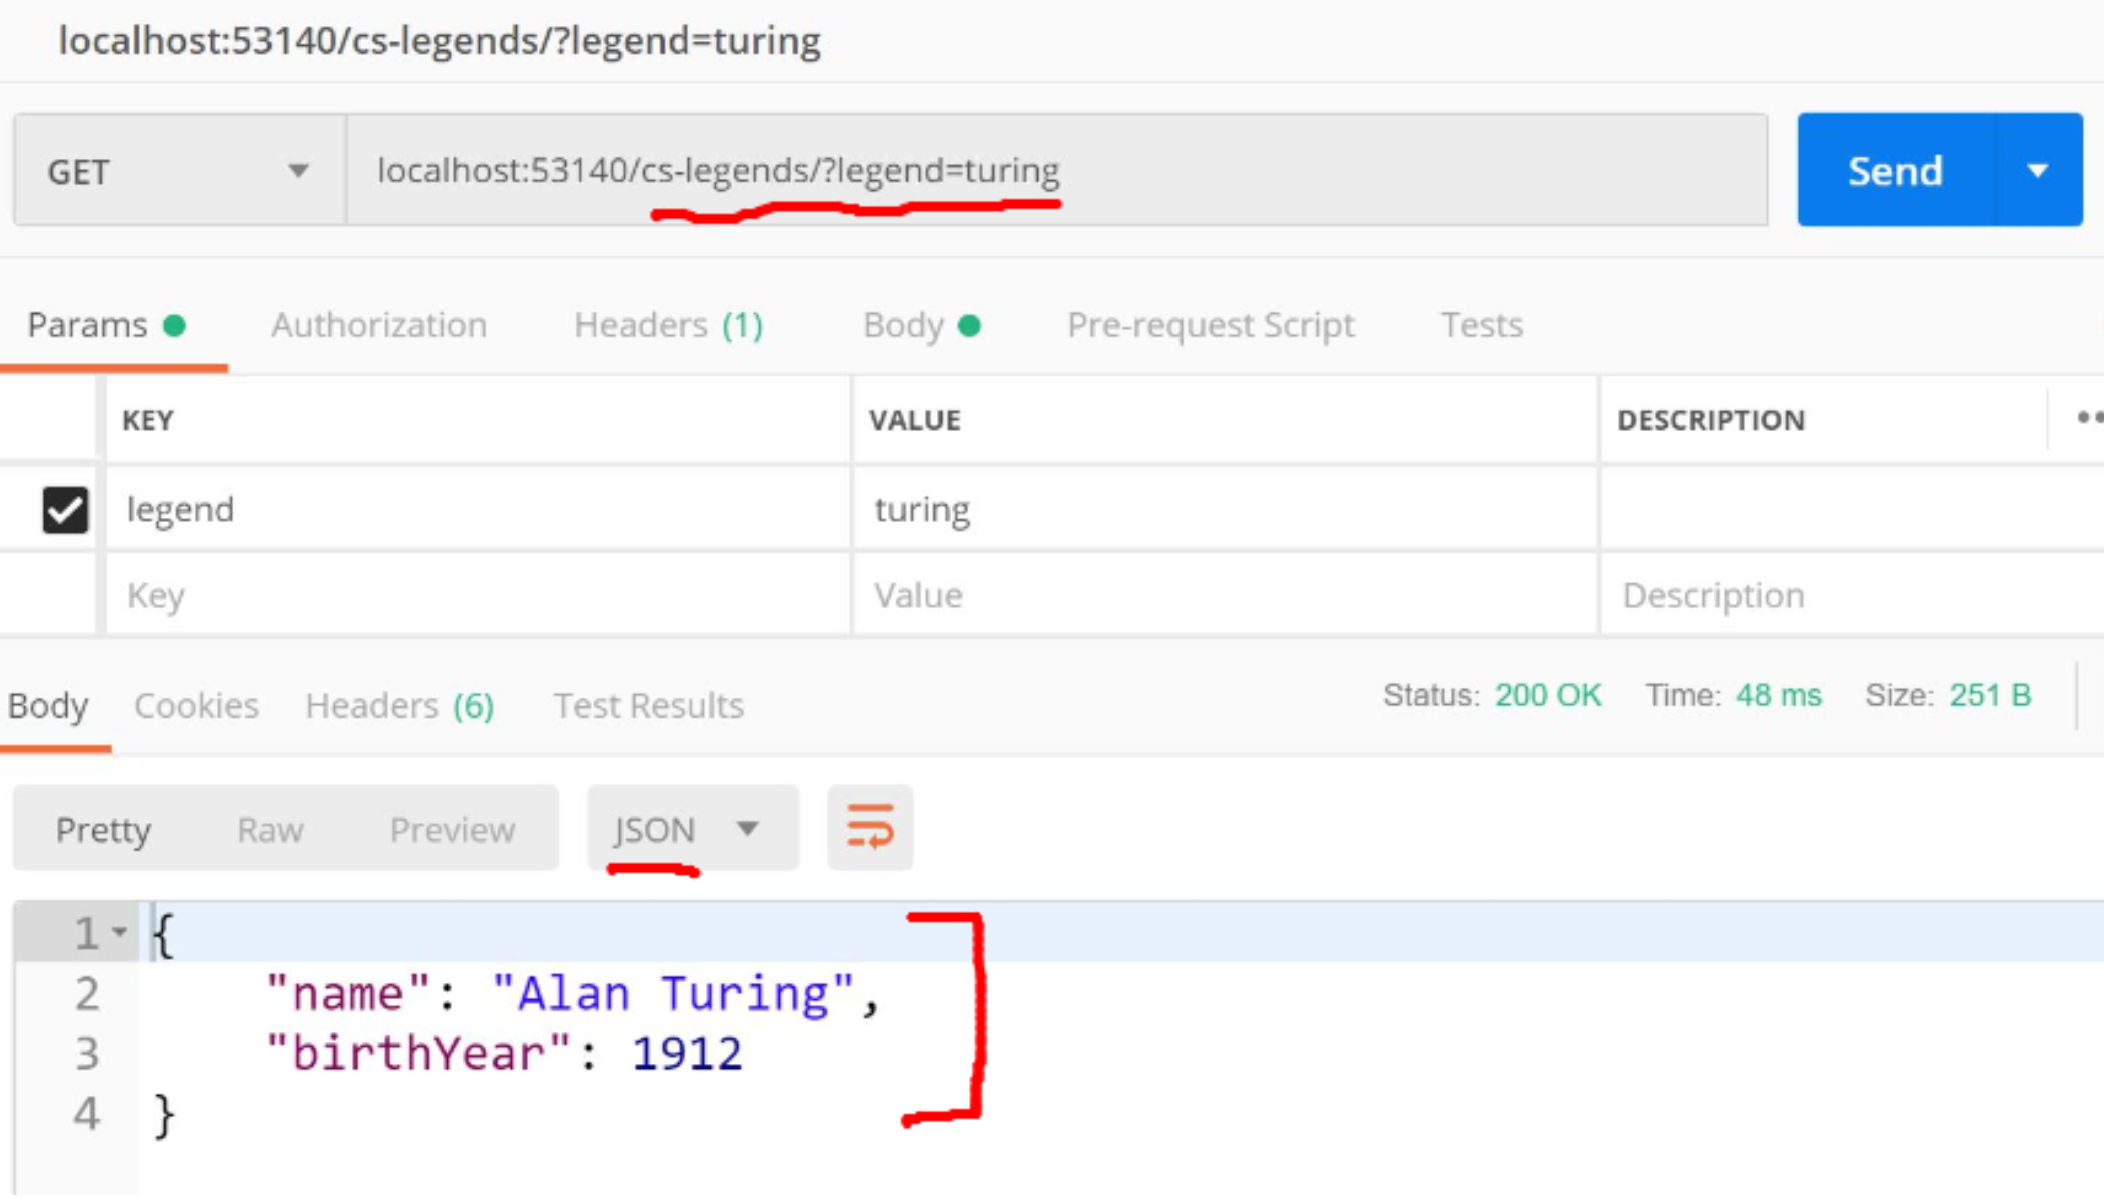 localhost:53140/cs-legends/?legend=turing
GET localhost:53140/cs-legends/?legend=turing Send
Params Authorization Headers (1) Body Pre-request Script Tests
KEY VALUE DESCRIPTION
legend turing
Key Value Description
Body Cookies Headers (6) Test Results Status: 200 OK Time: 48 ms Size: 251 B
Pretty Raw Preview JSON
1 {
2 "name": "Alan Turing",
3 "birthYear": 1912
4 }